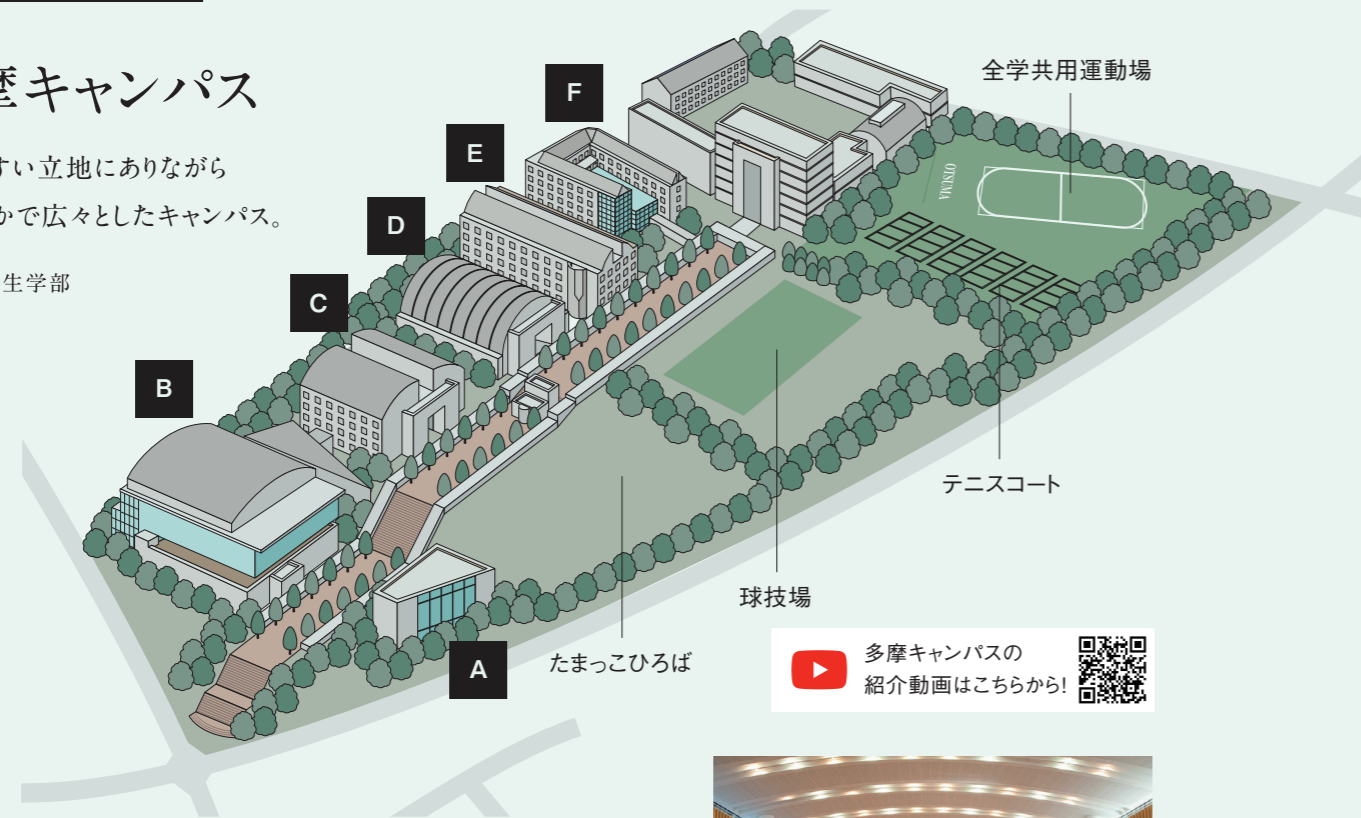 摩キャンパス
すい立地にありながら
かで広々としたキャンパス。
生学部
F
E
D
C
B
A
全学共用運動場
OTSUMA
テニスコート
球技場
たまっこひろば
多摩キャンパスの
紹介動画はこちらから!